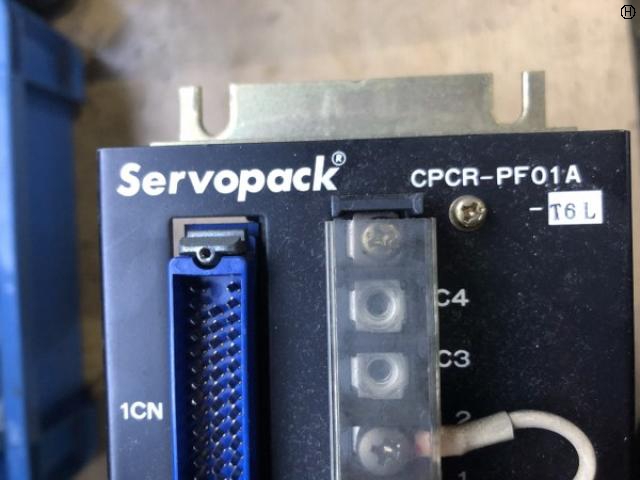 Servopack® CPCR-PF01A
-T6L
C4
C3
1CN
2
1
H